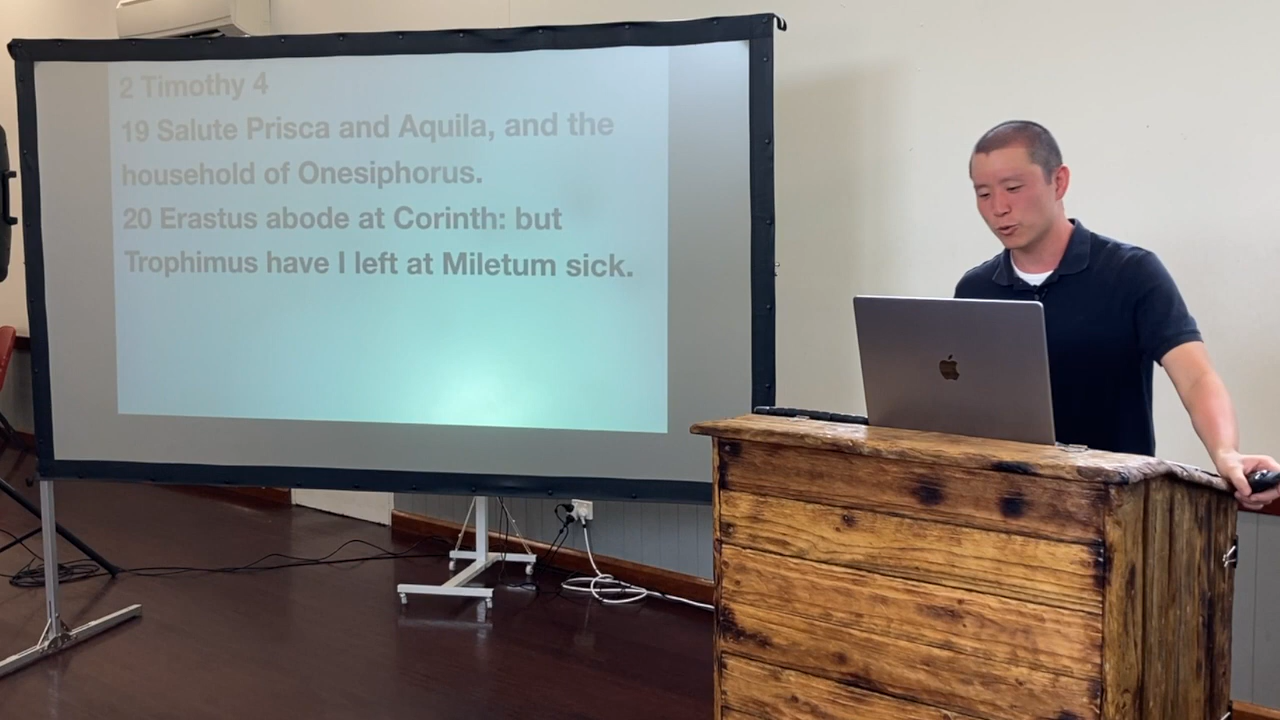 2 Timothy 4
19 Salute Prisca and Aquila, and the
household of Onesiphorus.
20 Erastus abode at Corinth: but
Trophimus have I left at Miletum sick.